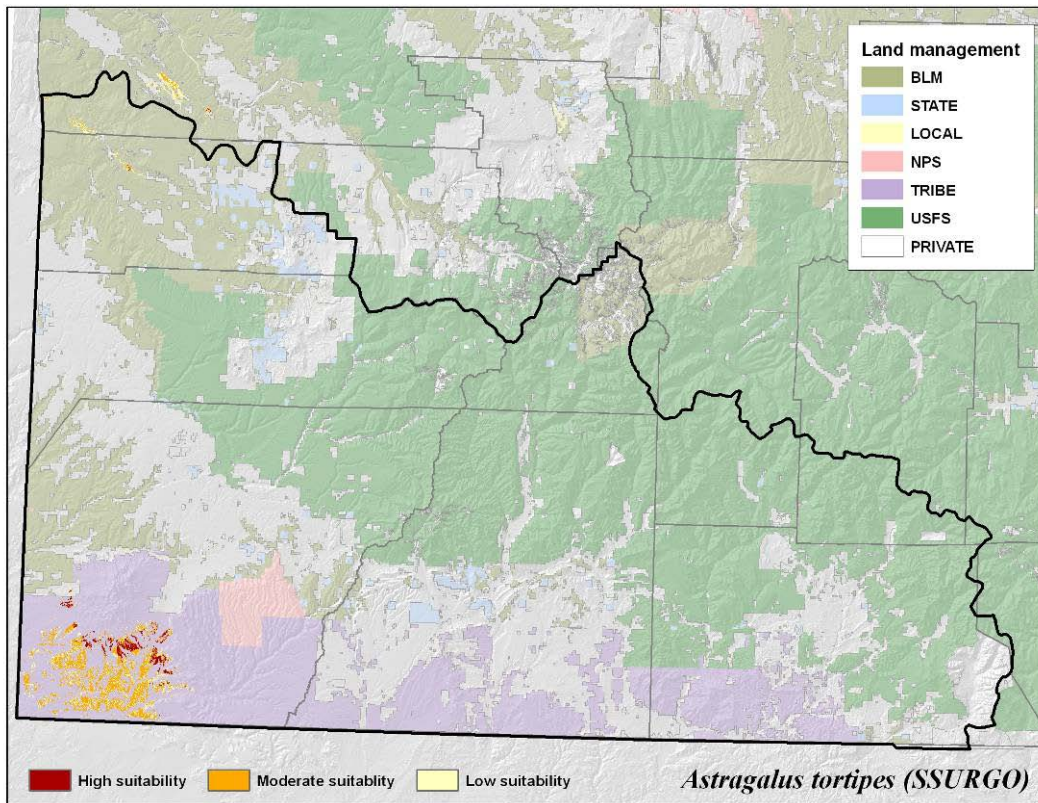 Land management
BLM
STATE
LOCAL
NPS
TRIBE
USFS
PRIVATE
High suitability
Moderate suitablity
Low suitability
Astragalus tortipes (SSURGO)